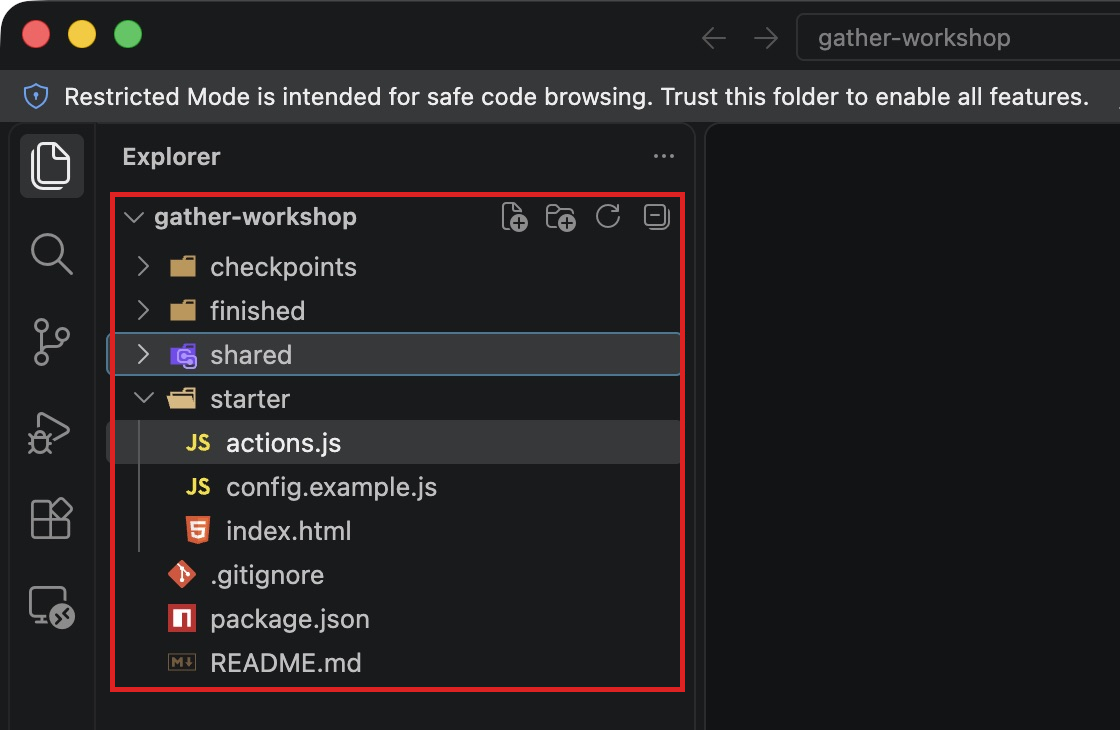 gather-workshop
Restricted Mode is intended for safe code browsing. Trust this folder to enable all features.
Explorer
gather-workshop
checkpoints
finished
shared
starter
JS actions.js
JS config.example.js
index.html
.gitignore
package.json
README.md